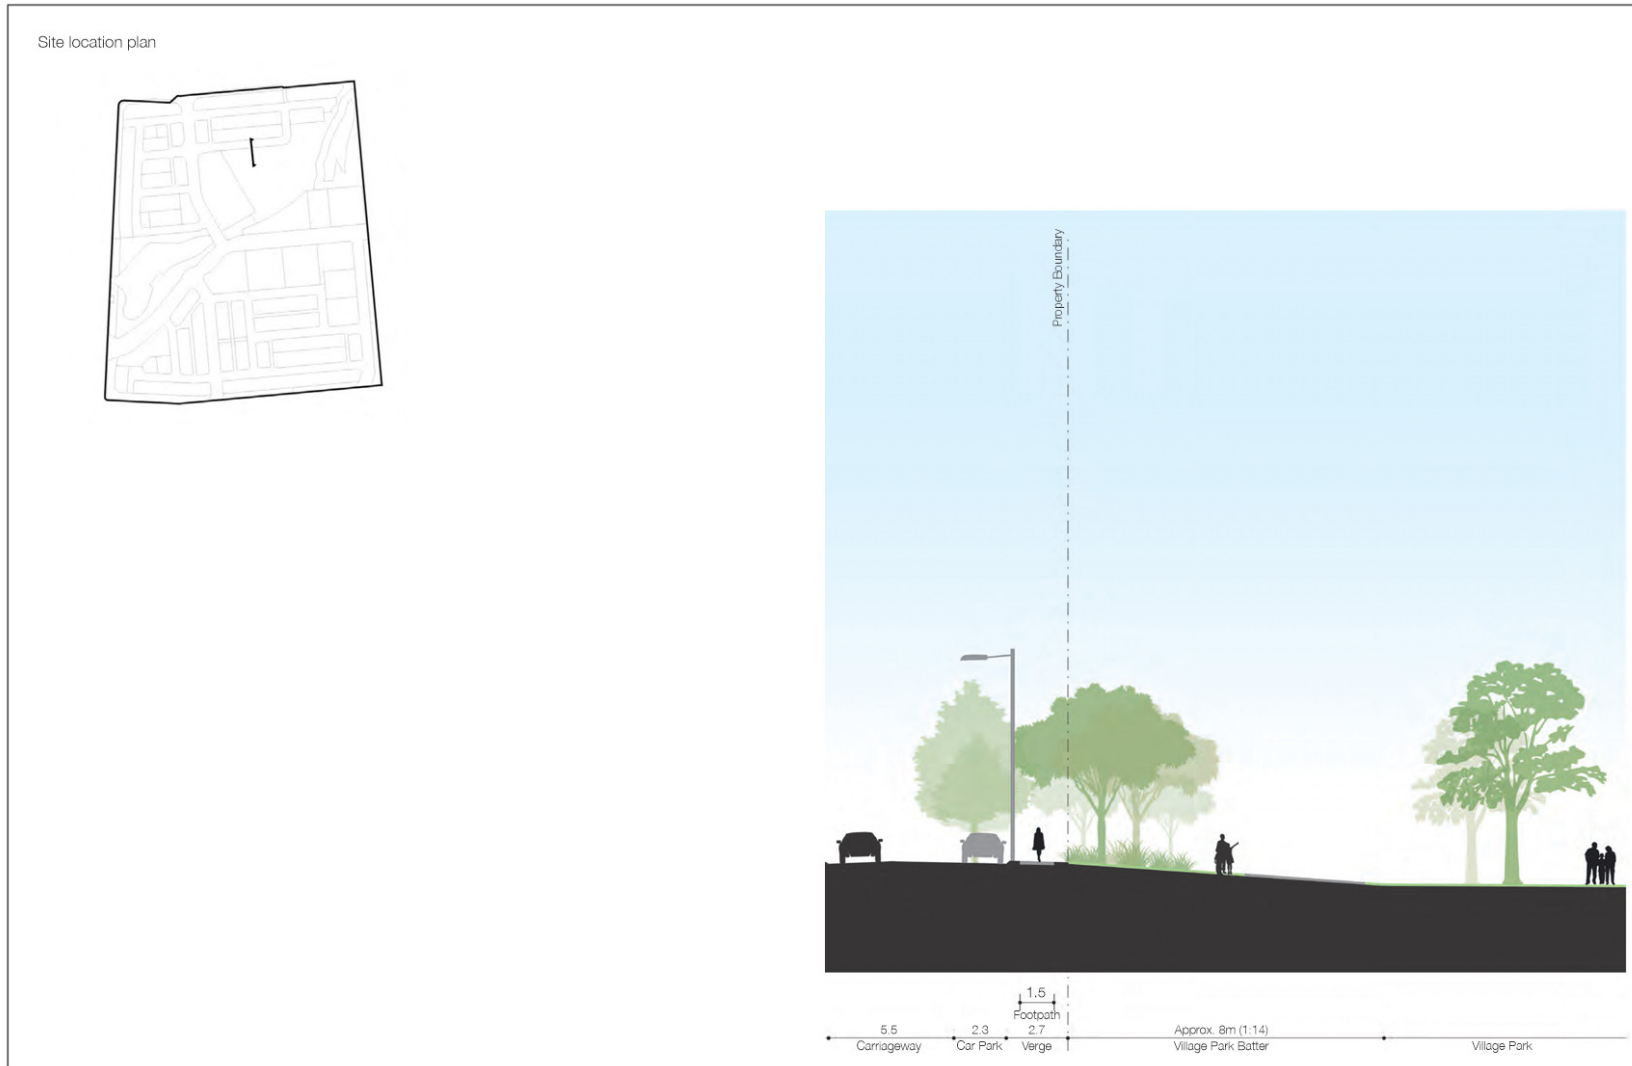 Site location plan
Property Boundary
1.5
Footpath
5.5
2.3
2.7
Approx. 8m (1:14)
Carriageway
Car Park
Verge
Village Park Batter
Village Park